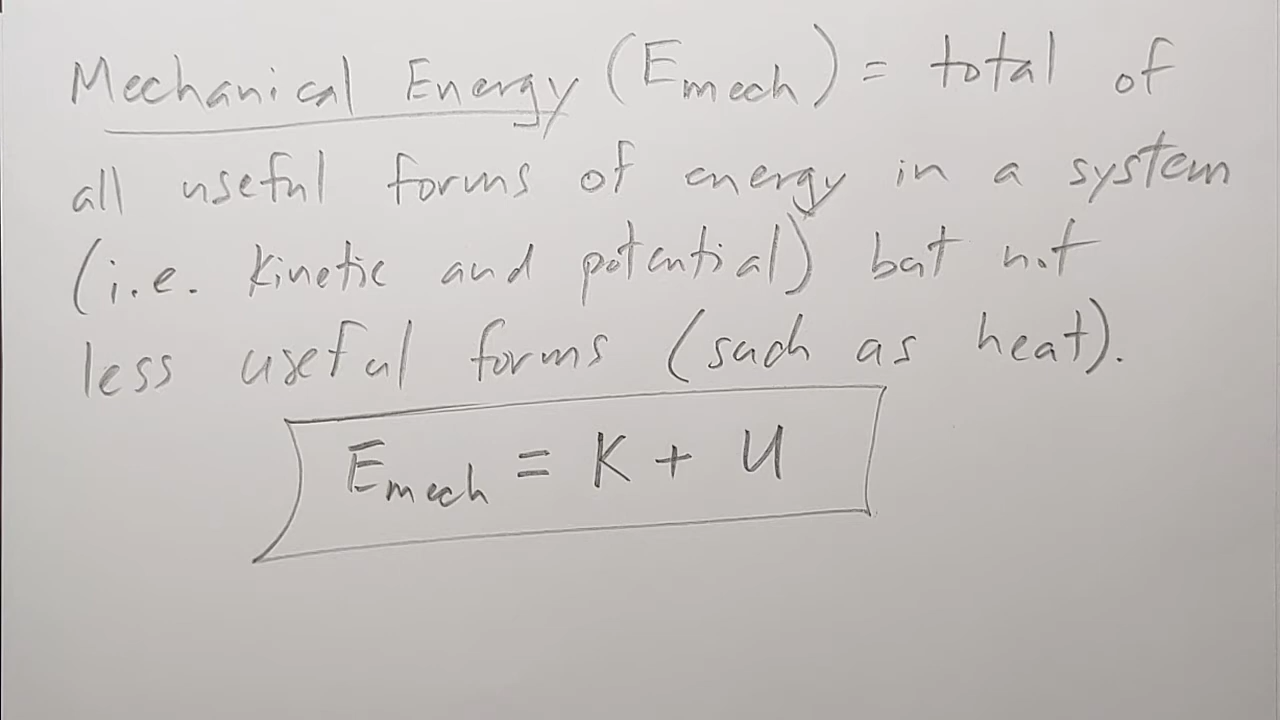 Mechanical Energy (Emech) = total of
all useful forms of energy in a system
(i.e. kinetic and potential) but not
less useful forms (such as heat).
Emech = K + U